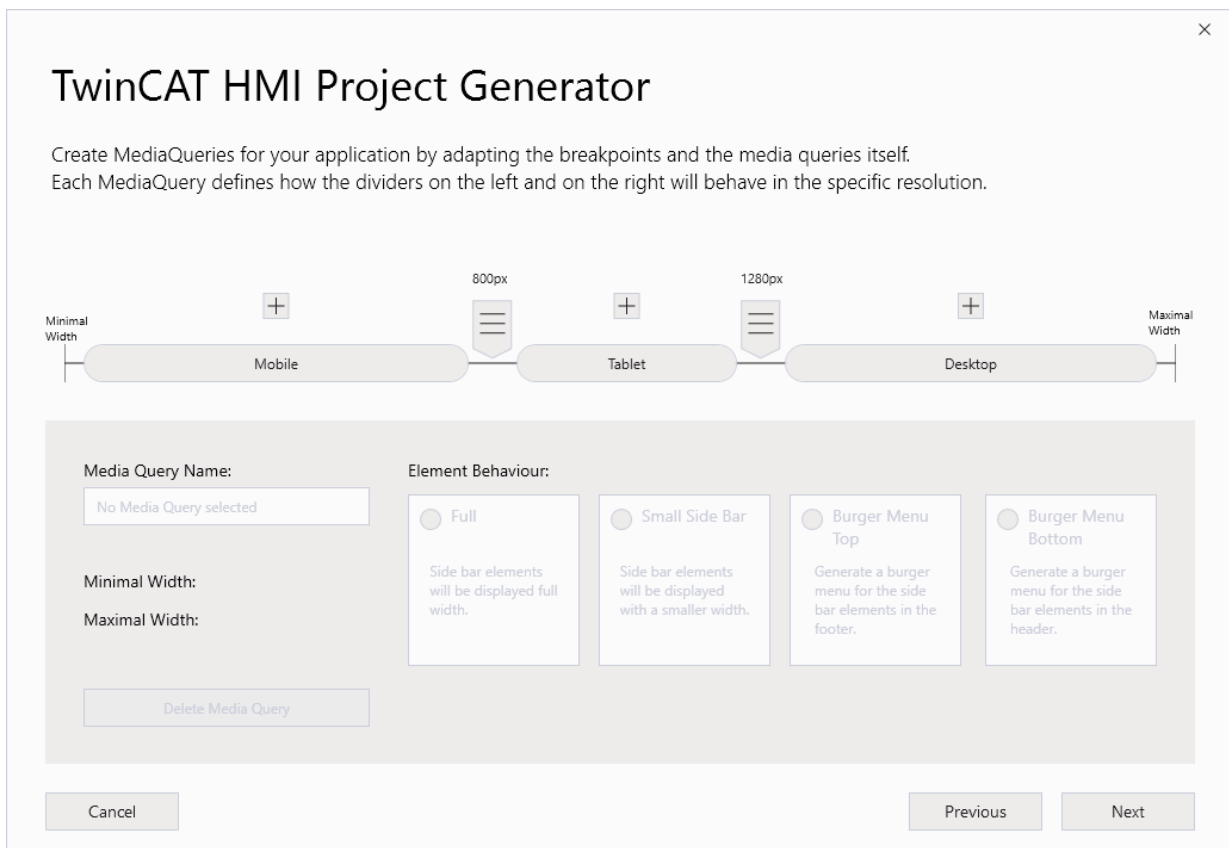 TwinCAT HMI Project Generator
Create MediaQueries for your application by adapting the breakpoints and the media queries itself.
Each MediaQuery defines how the dividers on the left and on the right will behave in the specific resolution.
800px
1280px
Minimal
Width
Maximal
Width
Mobile
Tablet
Desktop
Media Query Name:
No Media Query selected
Minimal Width:
Maximal Width:
Delete Media Query
Element Behaviour:
Full
Side bar elements
will be displayed full
width.
Small Side Bar
Side bar elements
will be displayed
with a smaller width.
Burger Menu
Top
Generate a burger
menu for the side
bar elements in the
footer.
Burger Menu
Bottom
Generate a burger
menu for the side
bar elements in the
header.
Cancel
Previous
Next